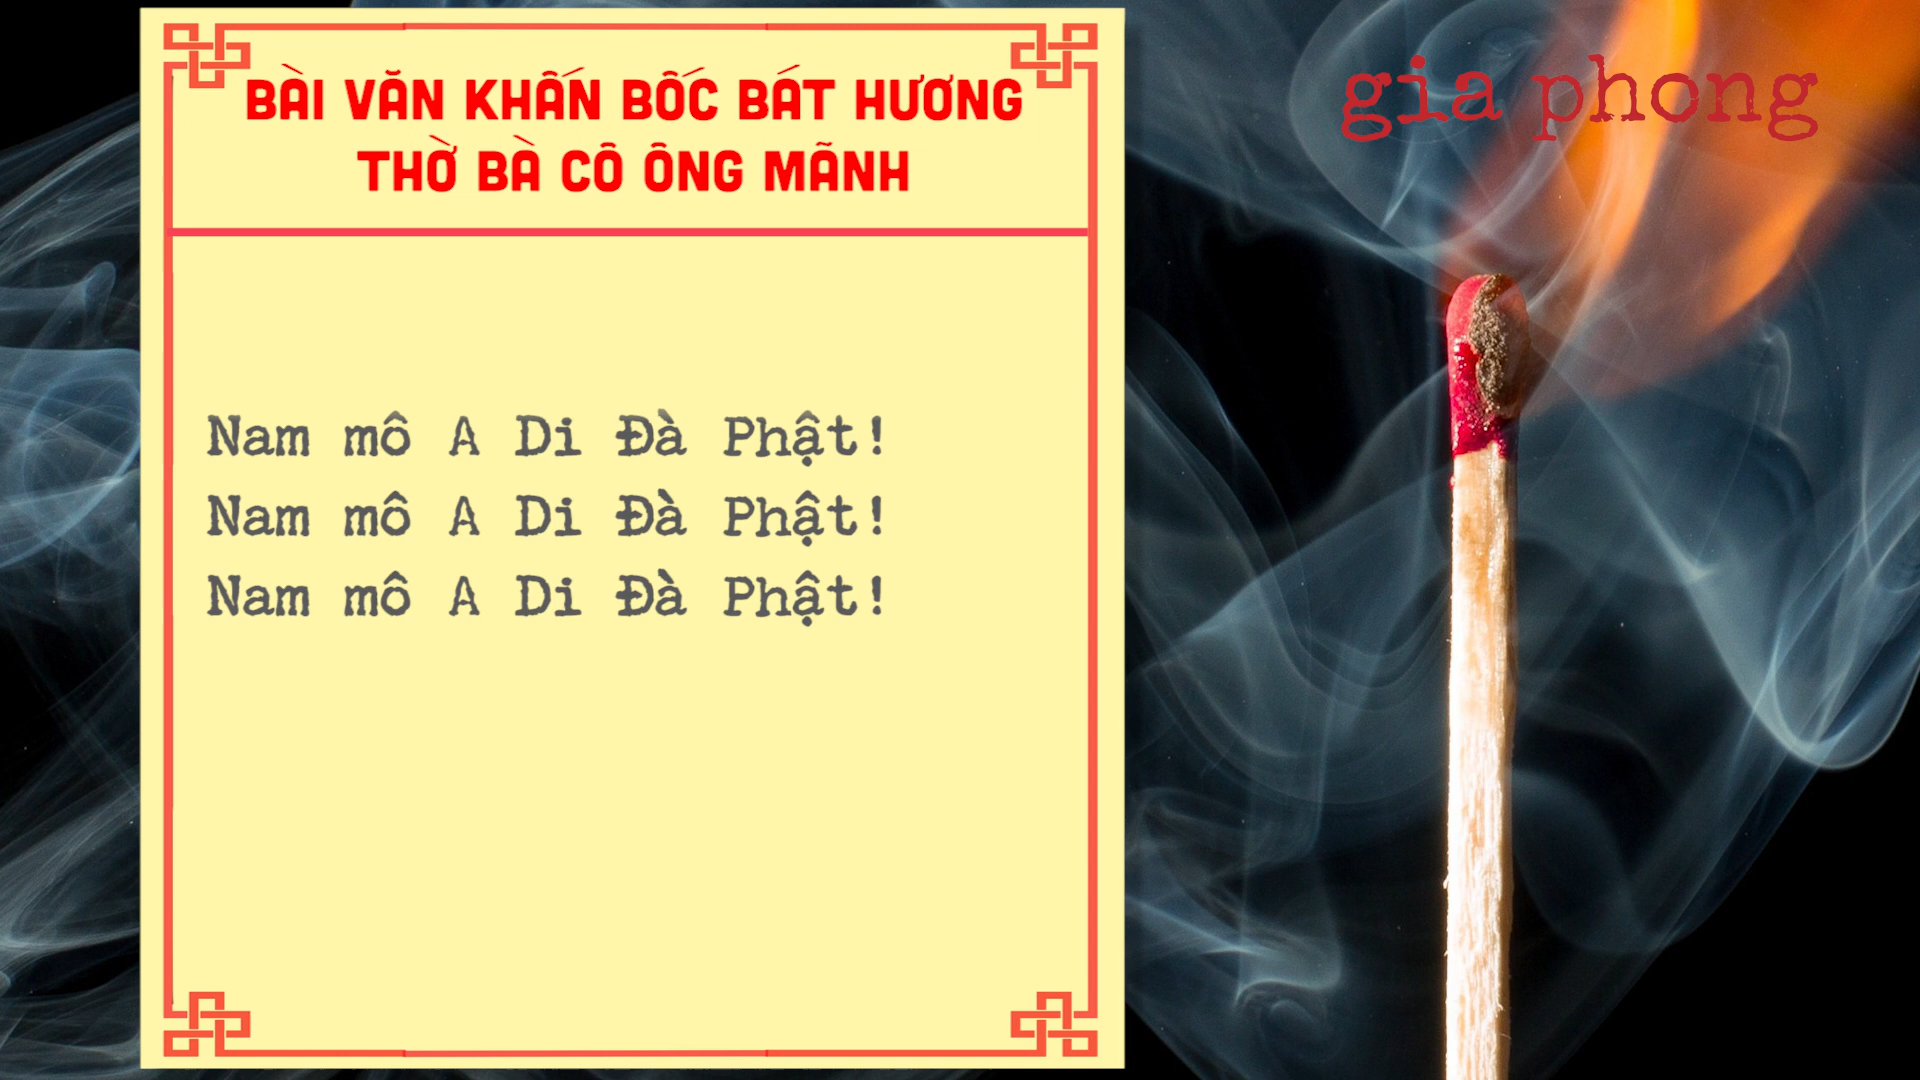 BÀI VĂN KHẤN BỐC BÁT HƯƠNG
THỜ BÀ CÔ ÔNG MÃNH
gia phong
Nam mô A Di Đà Phật!
Nam mô A Di Đà Phật!
Nam mô A Di Đà Phật!